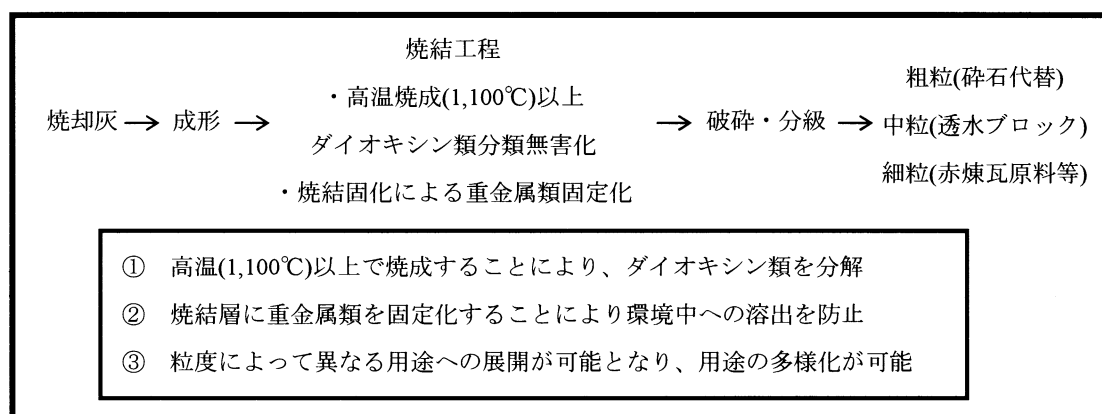 焼結工程
・高温焼成(1,100℃)以上
ダイオキシン類分類無害化
・焼結固化による重金属類固定化
焼却灰→成形→
→破砕・分級→
粗粒(砕石代替)
中粒(透水ブロック)
細粒(赤煉瓦原料等)
① 高温(1,100℃)以上で焼成することにより、ダイオキシン類を分解
② 焼結層に重金属類を固定化することにより環境中への溶出を防止
③ 粒度によって異なる用途への展開が可能となり、用途の多様化が可能